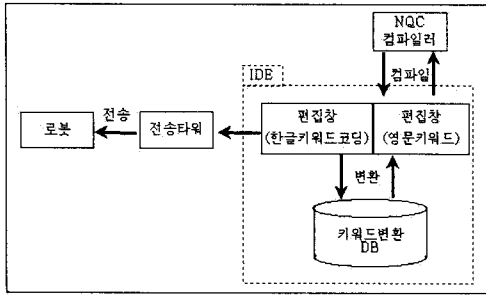 NQC
컴파일러
IDE
컴파일
편집창
(한글키워드코딩)
편집창
(영문키워드)
전송
로봇
전송타워
변환
키워드변환
DB